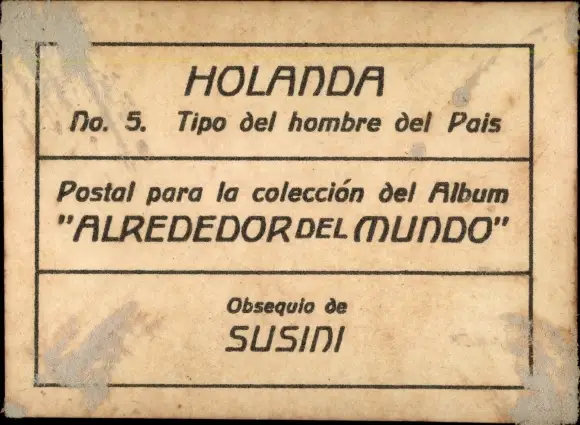 HOLANDA
No. 5. Tipo del hombre del Pais
Postal para la colección del Album
"ALREDEDOR DEL MUNDO"
Obsequio de
SUSINI